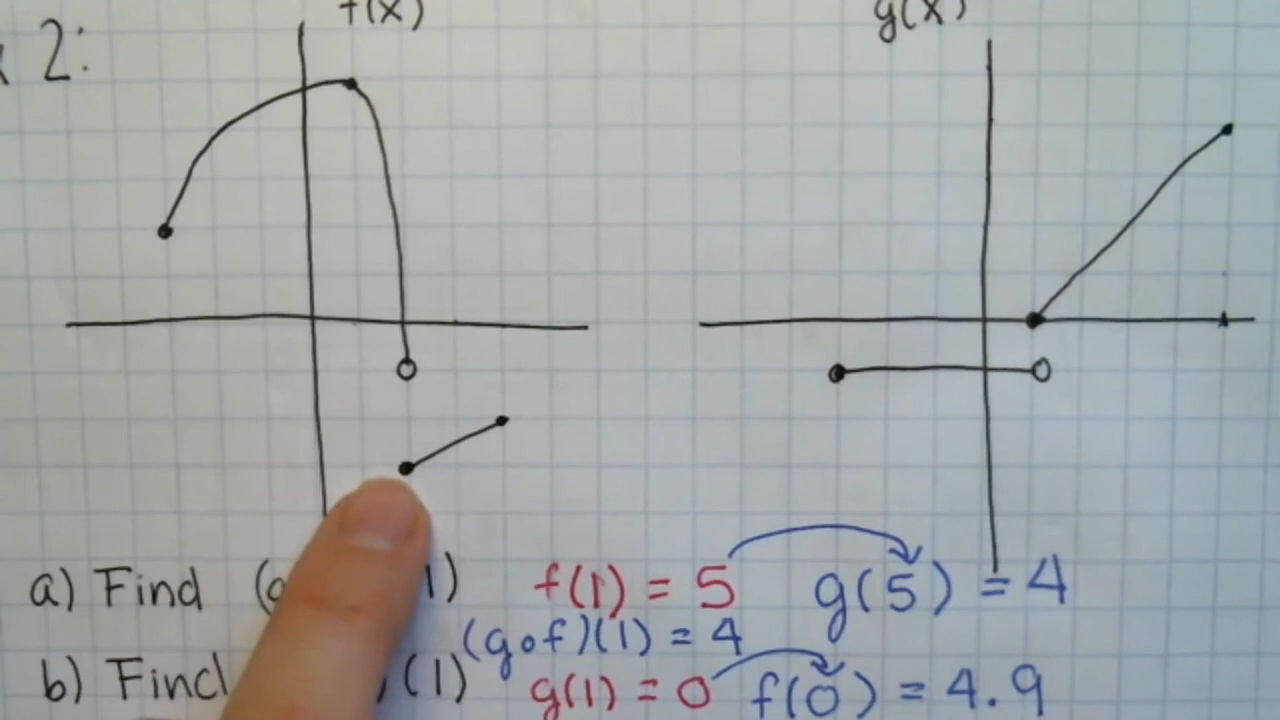 2:
f(x)
g(x)
a) Find (g 1) f(1) = 5 g(5) = 4
(g∘f)(1) = 4
b) Find (1) g(1) = 0 f(0) = 4.9